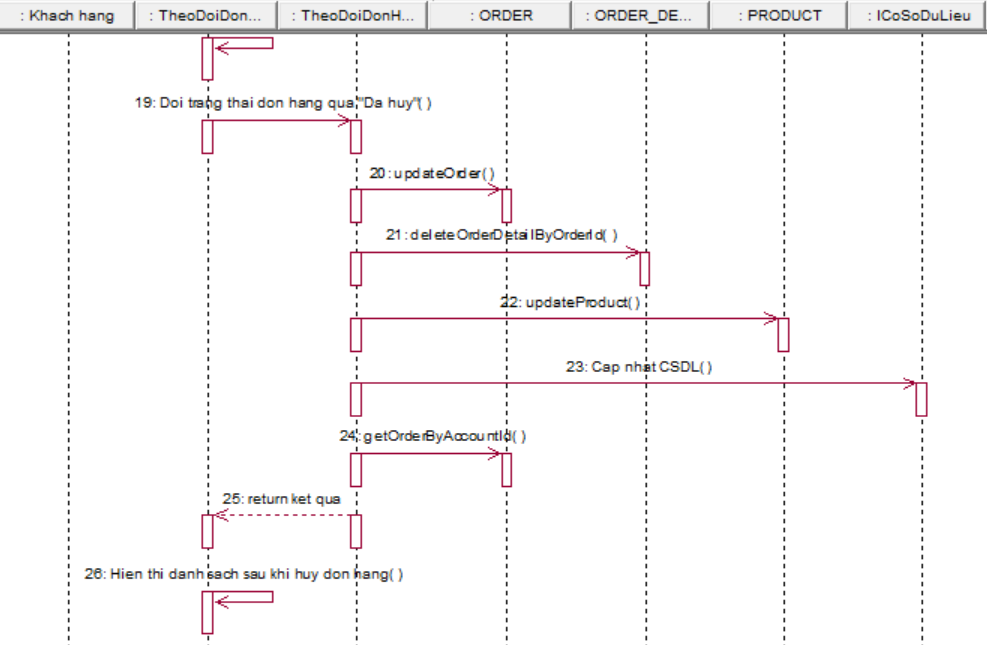 : Khach hang
: TheoDoiDon...
: TheoDoiDonH...
: ORDER
: ORDER_DE...
: PRODUCT
: ICoSoDuLieu
19: Doi trang thai don hang qua "Da huy"( )
20: updateOrder( )
21: deleteOrderDetailByOrderId( )
22: updateProduct( )
23: Cap nhat CSDL( )
24: getOrderByAccountId( )
25: return ket qua
26: Hien thi danh sach sau khi huy don hang( )